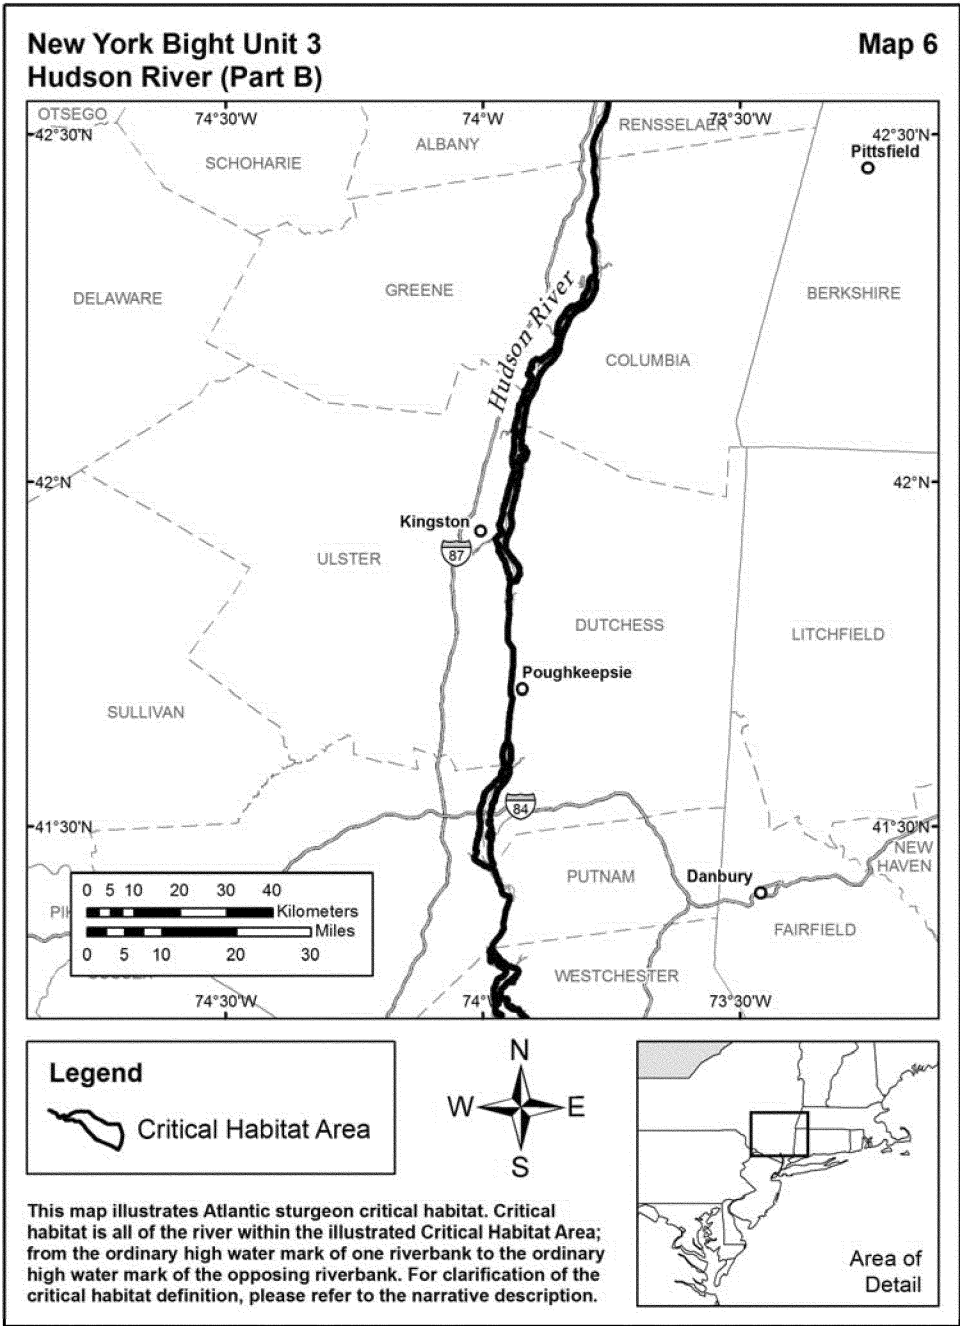 New York Bight Unit 3
Map 6
Hudson River (Part B)
OTSEGO
74°30'W
74°W
73°30'W
RENSSELAER
42°30'N
42°30'N
ALBANY
Pittsfield
SCHOHARIE
DELAWARE
GREENE
BERKSHIRE
Hudson River
COLUMBIA
42°N
42°N
Kingston
87
ULSTER
DUTCHESS
LITCHFIELD
Poughkeepsie
SULLIVAN
84
41°30'N
41°30'N
NEW
HAVEN
PUTNAM
Danbury
0 5 10 20 30 40
Kilometers
Miles
0 5 10 20 30
FAIRFIELD
WESTCHESTER
74°30'W
74°W
73°30'W
Legend
Critical Habitat Area
N
W
E
S
This map illustrates Atlantic sturgeon critical habitat. Critical
habitat is all of the river within the illustrated Critical Habitat Area;
from the ordinary high water mark of one riverbank to the ordinary
high water mark of the opposing riverbank. For clarification of the
critical habitat definition, please refer to the narrative description.
Area of
Detail